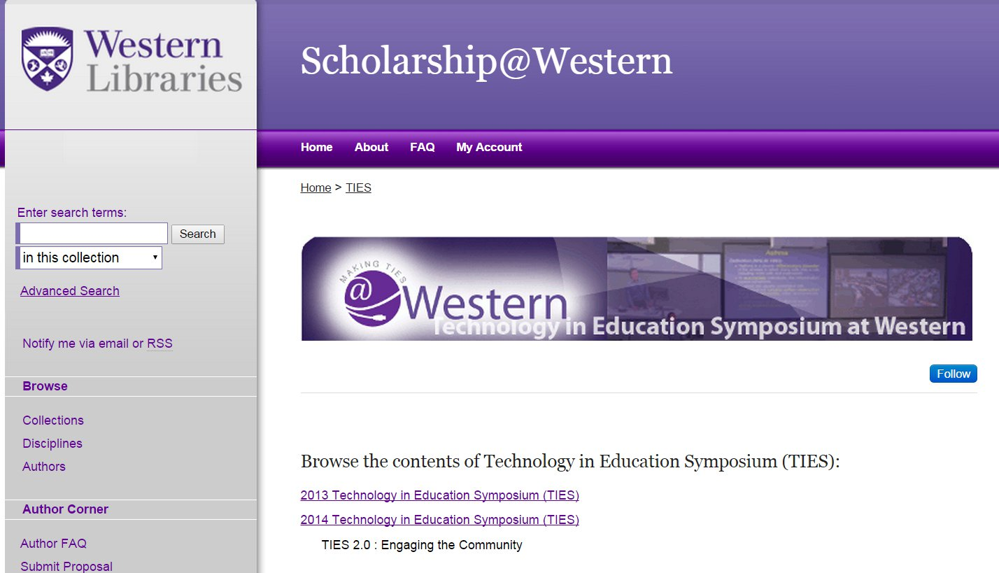 Western
Libraries
Scholarship@Western
Home About FAQ My Account
Home > TIES
Enter search terms:
Search
in this collection
Advanced Search
Notify me via email or RSS
Browse
Collections
Disciplines
Authors
Author Corner
Author FAQ
Submit Proposal
MAKING TIES
@Western
Technology in Education Symposium at Western
Asthma
Follow
Browse the contents of Technology in Education Symposium (TIES):
2013 Technology in Education Symposium (TIES)
2014 Technology in Education Symposium (TIES)
TIES 2.0 : Engaging the Community